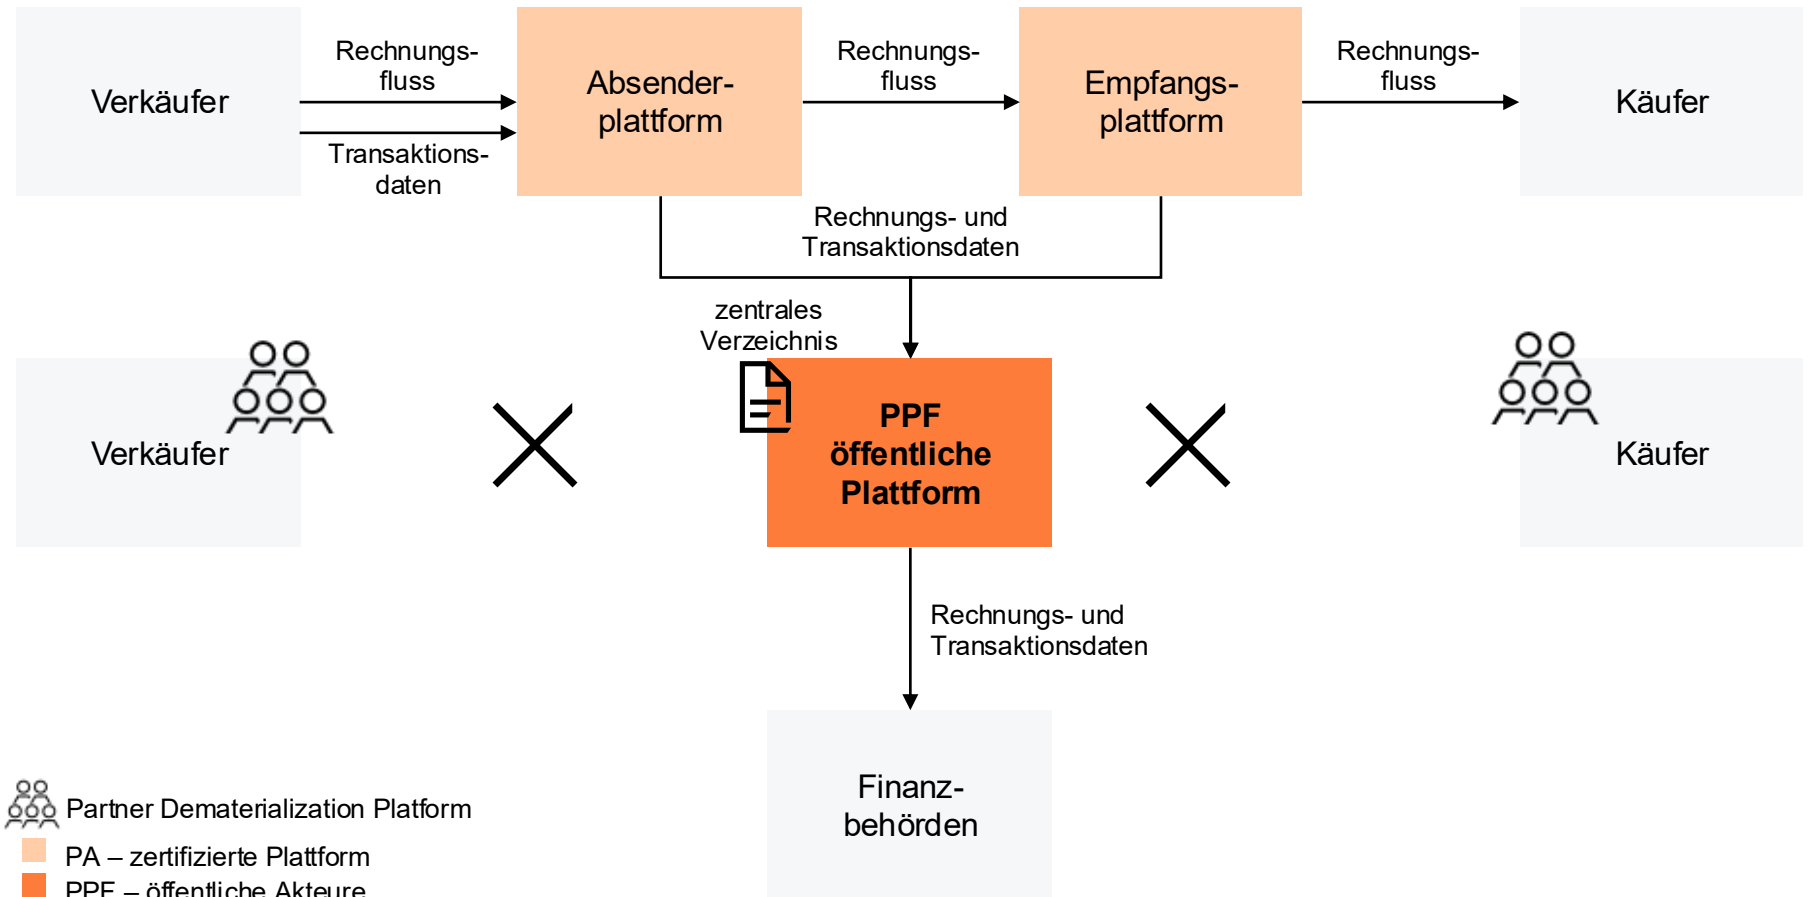 Verkäufer
Rechnungs-
fluss
Transaktions-
daten
Absender-
plattform
Rechnungs-
fluss
Empfangs-
plattform
Rechnungs-
fluss
Käufer
Rechnungs- und
Transaktionsdaten
zentrales
Verzeichnis
Verkäufer
PPF
öffentliche
Plattform
Käufer
Rechnungs- und
Transaktionsdaten
Finanz-
behörden
Partner Dematerialization Platform
PA – zertifizierte Plattform
PPF – öffentliche Akteure